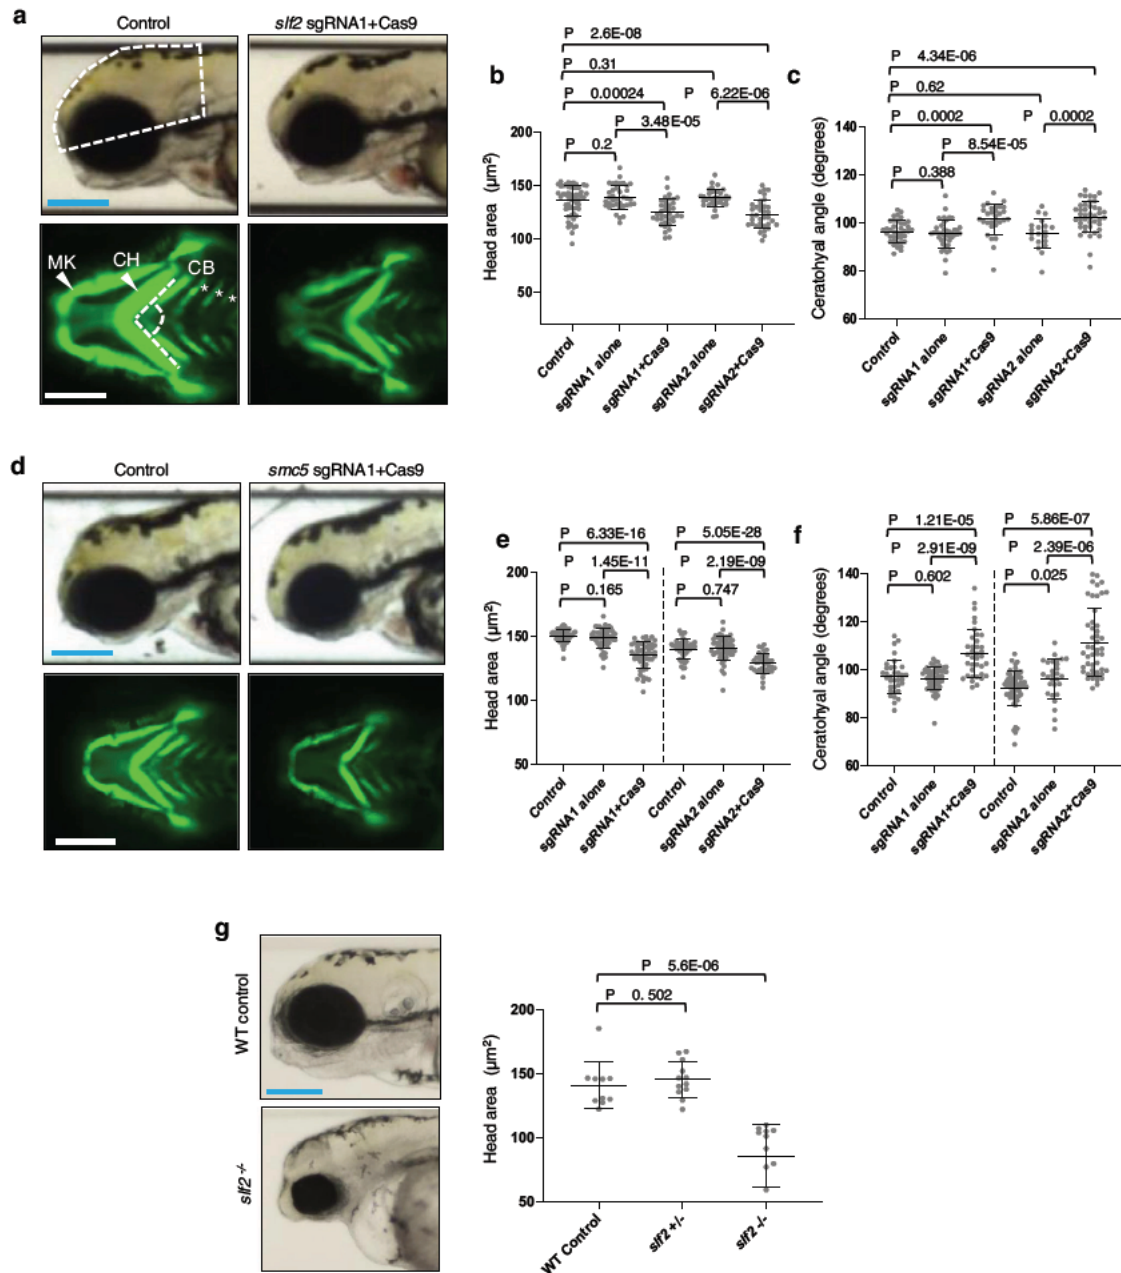 a
Control
slf2 sgRNA1+Cas9
MK
CH
CB
* * *
b
P 2.6E-08
P 0.31
P 0.00024
P 6.22E-06
P 3.48E-05
P 0.2
Head area (μm²)
200
150
100
50
Control
sgRNA1 alone
sgRNA1+Cas9
sgRNA2 alone
sgRNA2+Cas9
c
P 4.34E-06
P 0.62
P 0.0002
P 0.0002
P 8.54E-05
P 0.388
Ceratohyal angle (degrees)
140
120
100
80
60
Control
sgRNA1 alone
sgRNA1+Cas9
sgRNA2 alone
sgRNA2+Cas9
d
Control
smc5 sgRNA1+Cas9
e
P 6.33E-16
P 1.45E-11
P 0.165
P 5.05E-28
P 2.19E-09
P 0.747
Head area (μm²)
200
150
100
50
Control
sgRNA1 alone
sgRNA1+Cas9
Control
sgRNA2 alone
sgRNA2+Cas9
f
P 1.21E-05
P 2.91E-09
P 0.602
P 5.86E-07
P 2.39E-06
P 0.025
Ceratohyal angle (degrees)
140
120
100
80
60
Control
sgRNA1 alone
sgRNA1+Cas9
Control
sgRNA2 alone
sgRNA2+Cas9
g
WT control
slf2 -/-
P 5.6E-06
P 0. 502
Head area (μm²)
200
150
100
50
WT Control
slf2 +/-
slf2 -/-